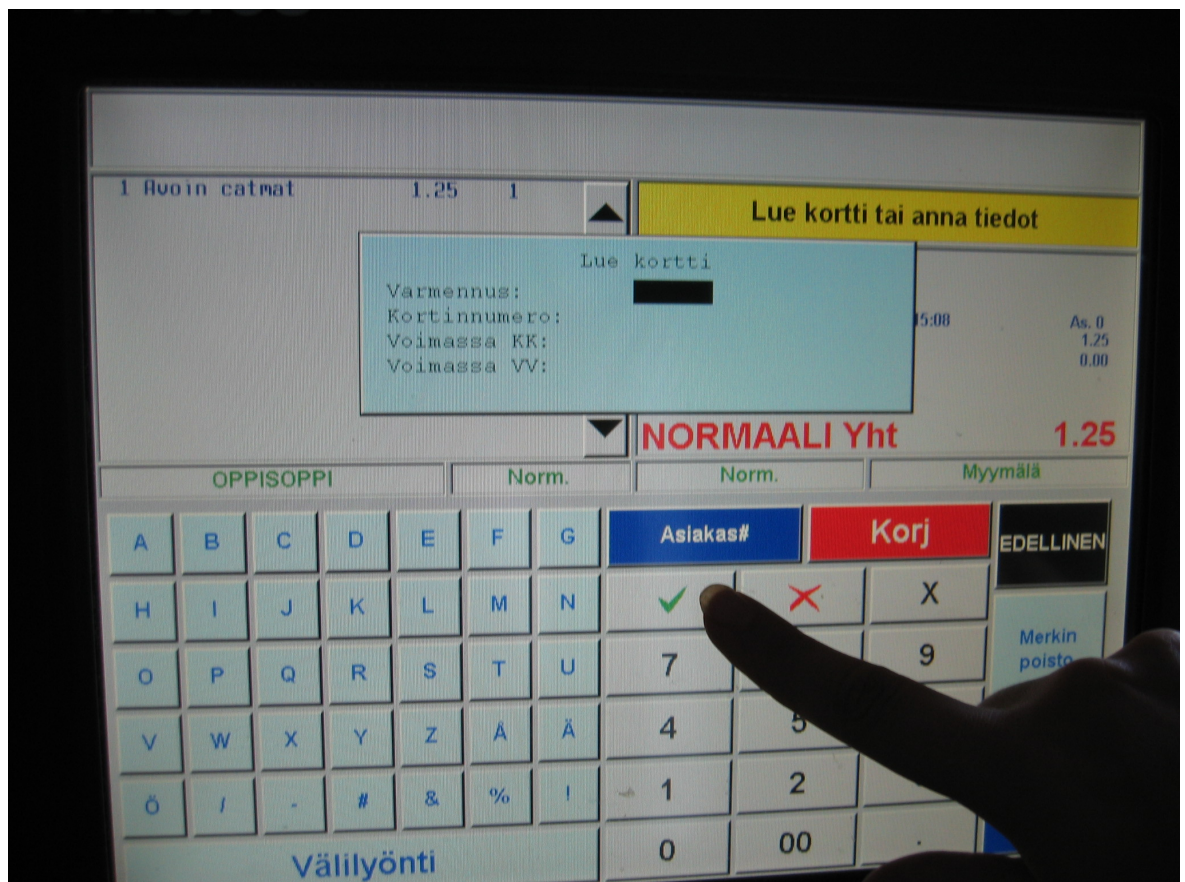 1 Avoin catmat 1.25 1
Lue kortti tai anna tiedot
Lue kortti
Varmennus:
Kortinnumero:
Voimassa KK:
Voimassa VV:
15:08 As. 0
1.25
0.00
NORMAALI Yht 1.25
OPPISOPPI Norm. Norm. Myymälä
A B C D E F G Asiakas# Korj EDELLINEN
H I J K L M N X
Merkin
poisto
O P Q R S T U 7 9
V W X Y Z Å Ä 4 5
Ö / - # & % ! 1 2
Välilyönti 0 00 .